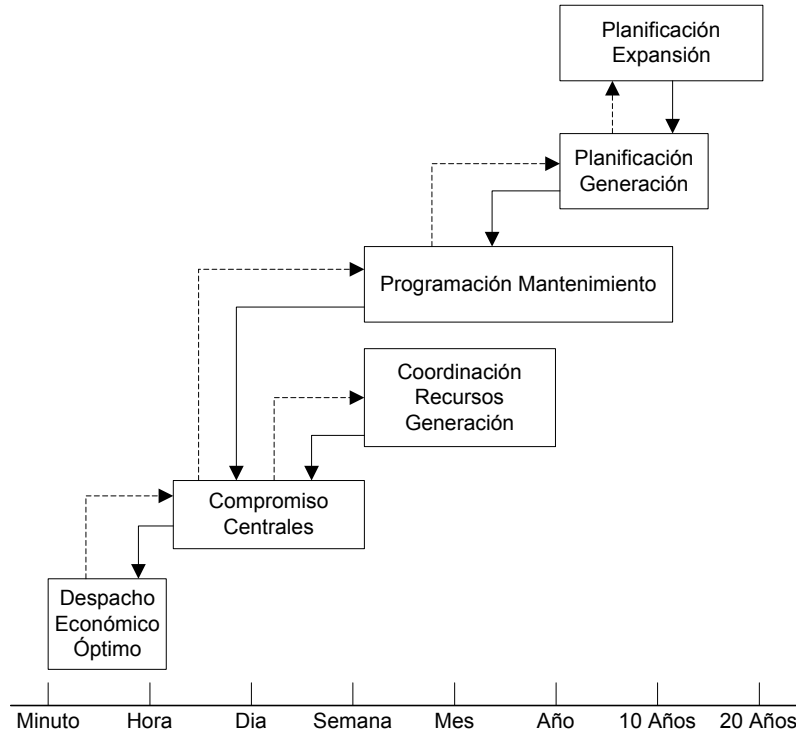 Planificación
Expansión
Planificación
Generación
Programación Mantenimiento
Coordinación
Recursos
Generación
Compromiso
Centrales
Despacho
Económico
Óptimo
Minuto Hora Dia Semana Mes Año 10 Años 20 Años